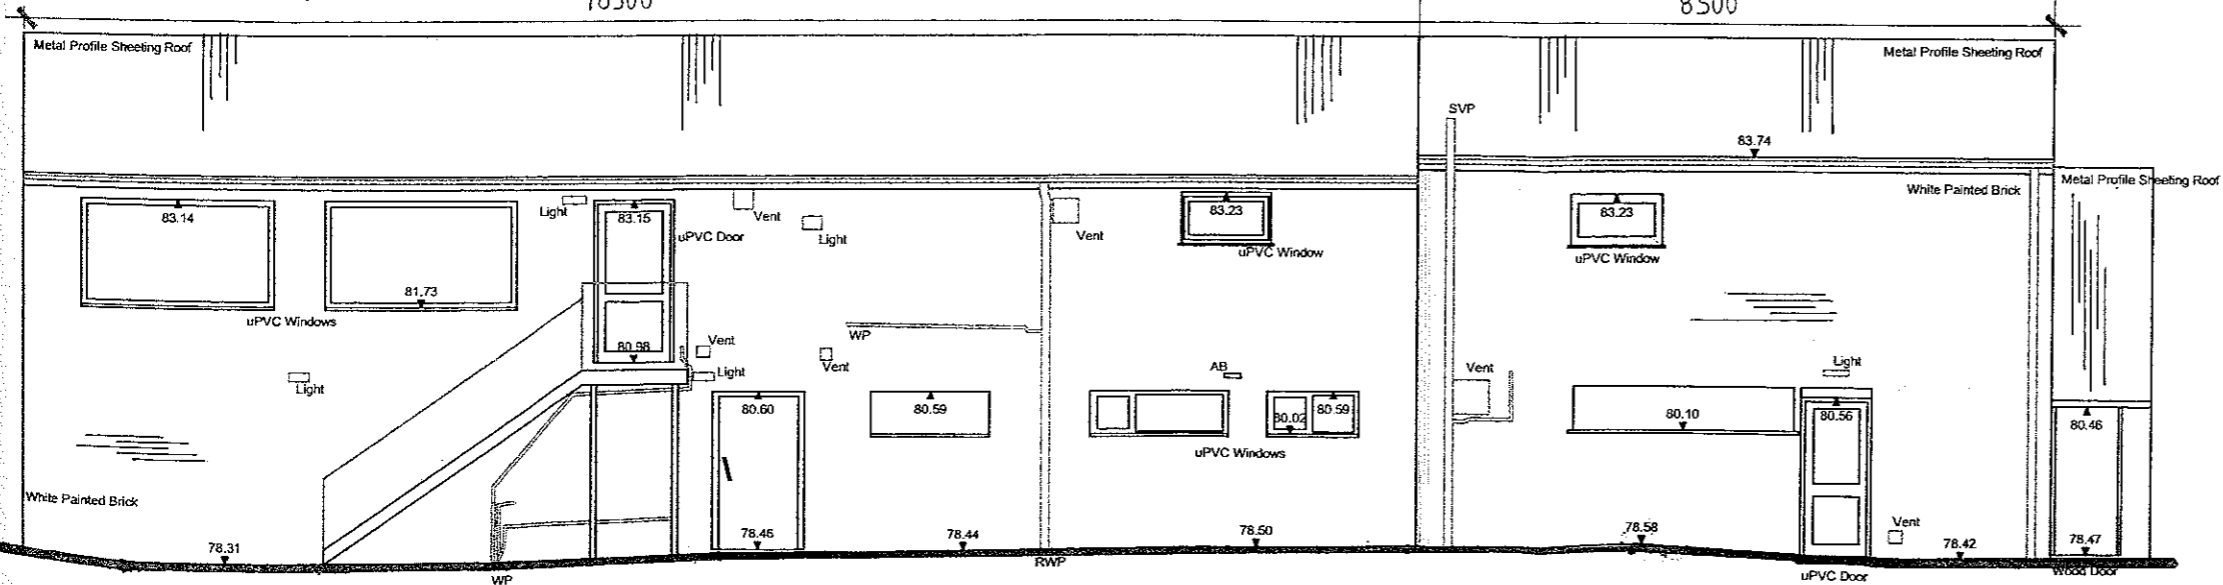 8500
Metal Profile Sheeting Roof
Metal Profile Sheeting Roof
SVP
83.74
Metal Profile Sheeting Roof
White Painted Brick
83.14
Light
83.15
Vent
Light
uPVC Door
Vent
83.23
uPVC Window
83.23
uPVC Window
81.73
uPVC Windows
WP
80.98
Vent
Vent
Light
Light
AB
Vent
Light
80.60
80.59
80.02
80.59
80.10
80.56
80.46
uPVC Windows
White Painted Brick
78.31
78.45
78.44
78.50
78.58
Vent
78.42
78.47
WP
RWP
uPVC Door
Wood Door